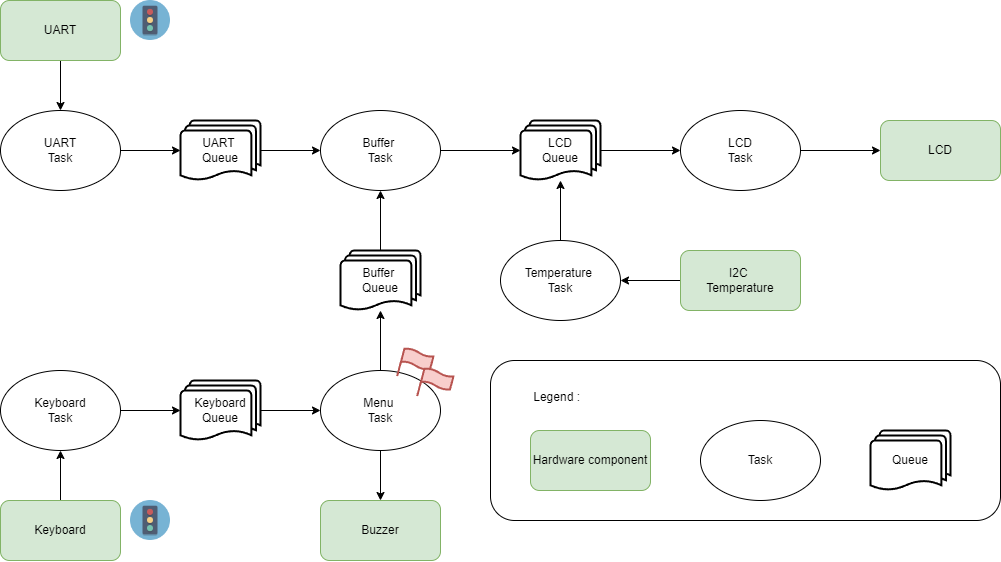 UART
UART
Task
UART
Queue
Buffer
Task
LCD
Queue
LCD
Task
LCD
Buffer
Queue
Temperature
Task
I2C
Temperature
Keyboard
Task
Keyboard
Queue
Menu
Task
Legend :
Hardware component
Task
Queue
Keyboard
Buzzer